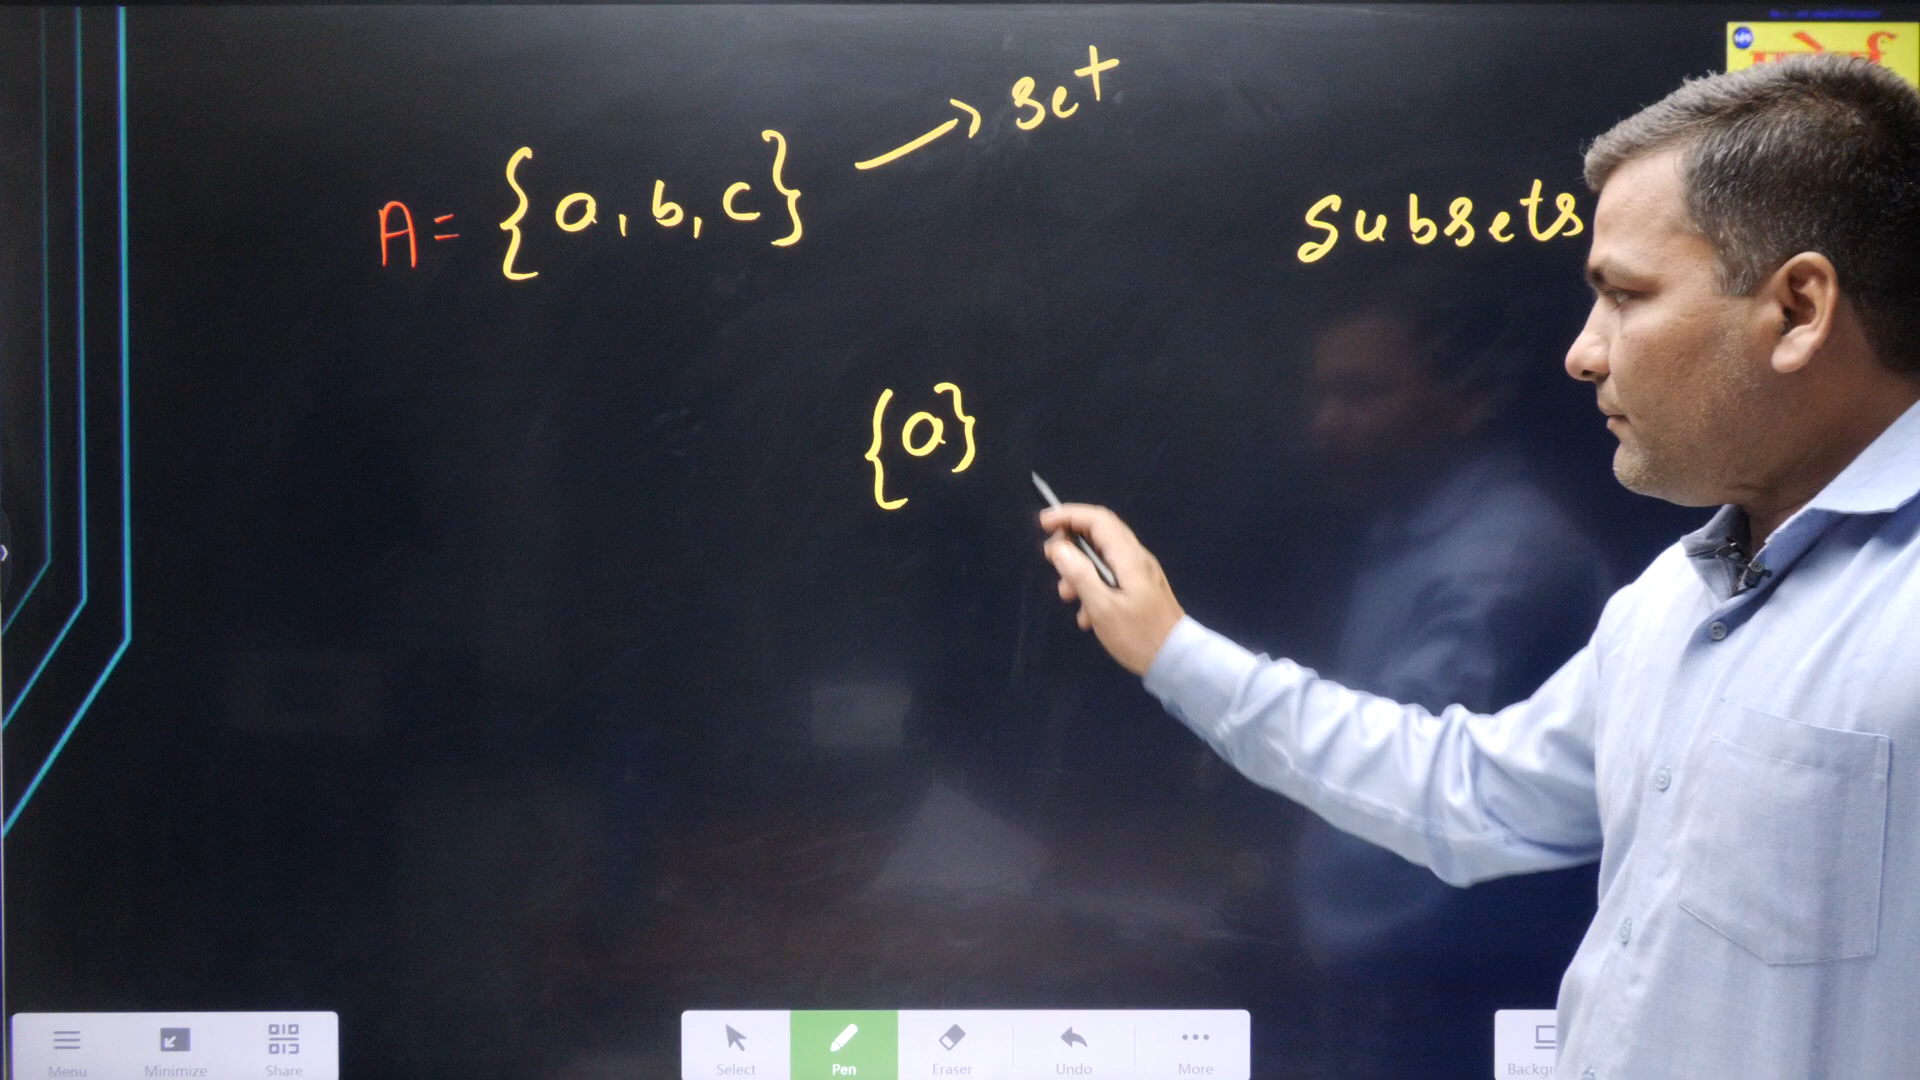 A = {a, b, c} → Set
Subsets
{a}
Menu
Minimize
Share
Select
Pen
Eraser
Undo
More